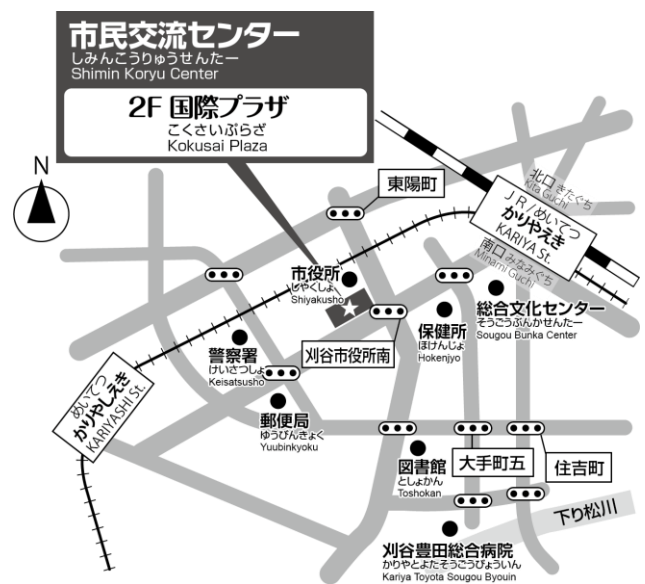 市民交流センター
しみんこうりゅうせんたー
Shimin Koryu Center
2F 国際プラザ
こくさいぷらざ
Kokusai Plaza
N
東陽町
北口 きたぐち
Kita Guchi
JR/めいてつ
かりやえき
KARIYA St.
南口 みなみぐち
Minami Guchi
市役所
しやくしょ
Shiyakusho
総合文化センター
そうごうぶんかせんたー
Sougou Bunka Center
保健所
ほけんじょ
Hokenjyo
刈谷市役所南
警察署
けいさつしょ
Keisatsusho
めいてつ
かりやしえき
KARIYASHI St.
郵便局
ゆうびんきょく
Yuubinkyoku
図書館
としょかん
Toshokan
大手町五
住吉町
下り松川
刈谷豊田総合病院
かりやとよたそうごうびょういん
Kariya Toyota Sougou Byouin